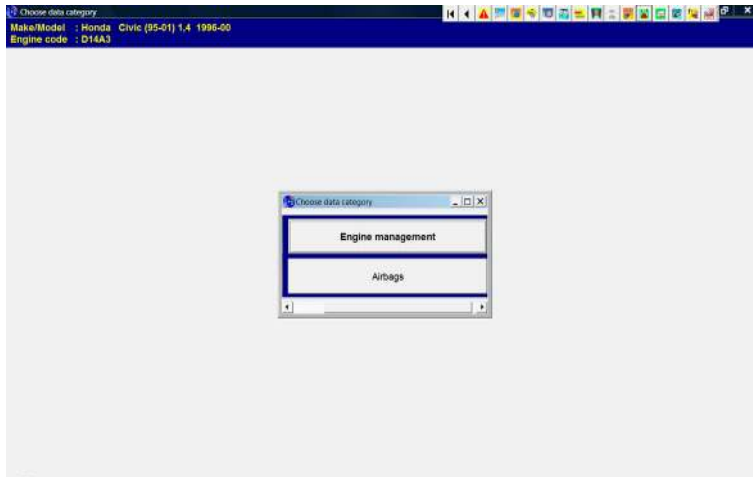 Choose data category
Make/Model : Honda Civic (95-01) 1,4 1996-00
Engine code : D14A3
Choose data category
Engine management
Airbags